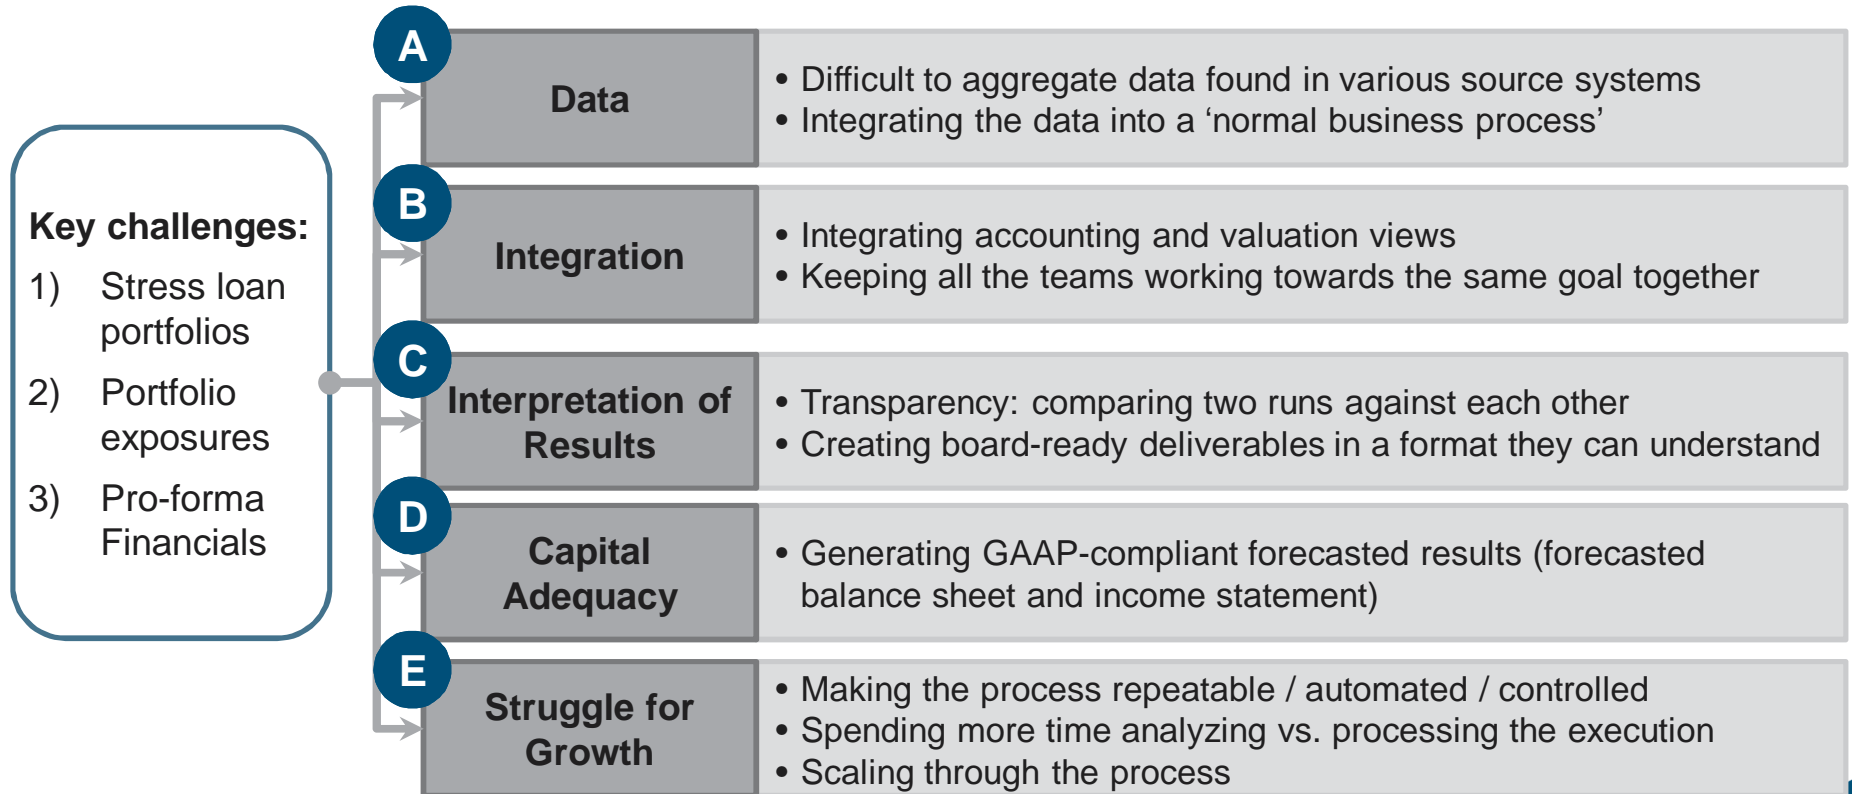 Key challenges:
1) Stress loan
portfolios
2) Portfolio
exposures
3) Pro-forma
Financials
A
Data
• Difficult to aggregate data found in various source systems
• Integrating the data into a ‘normal business process’
B
Integration
• Integrating accounting and valuation views
• Keeping all the teams working towards the same goal together
C
Interpretation of
Results
• Transparency: comparing two runs against each other
• Creating board-ready deliverables in a format they can understand
D
Capital
Adequacy
• Generating GAAP-compliant forecasted results (forecasted
balance sheet and income statement)
E
Struggle for
Growth
• Making the process repeatable / automated / controlled
• Spending more time analyzing vs. processing the execution
• Scaling through the process